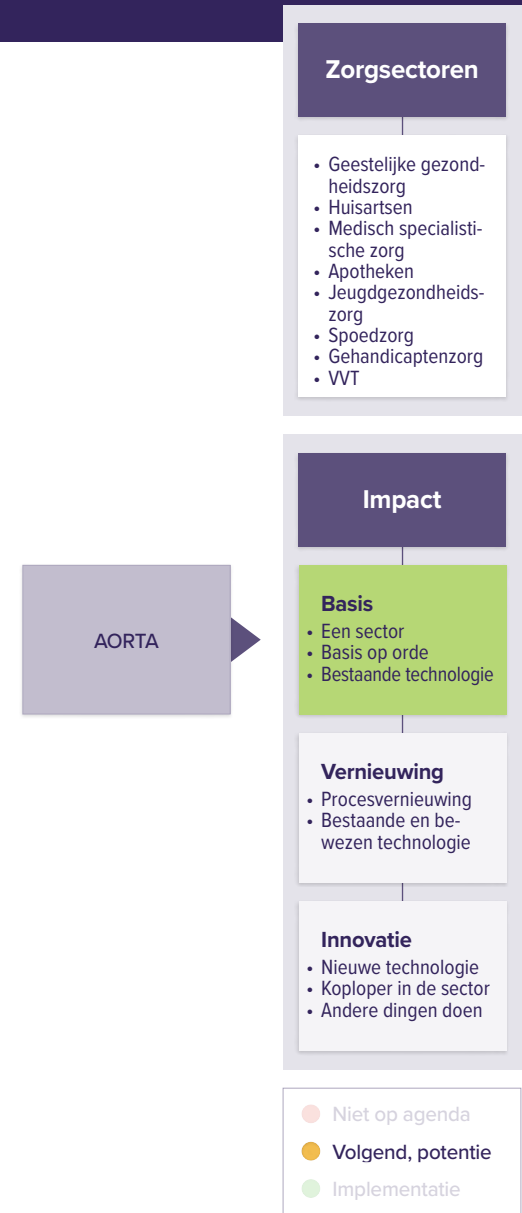 Zorgsectoren
• Geestelijke gezond-
heidszorg
• Huisartsen
• Medisch specialisti-
sche zorg
• Apotheken
• Jeugdgezondheids-
zorg
• Spoedzorg
• Gehandicaptenzorg
• VVT
Impact
AORTA
Basis
• Een sector
• Basis op orde
• Bestaande technologie
Vernieuwing
• Procesvernieuwing
• Bestaande en be-
wezen technologie
Innovatie
• Nieuwe technologie
• Koploper in de sector
• Andere dingen doen
Niet op agenda
Volgend, potentie
Implementatie